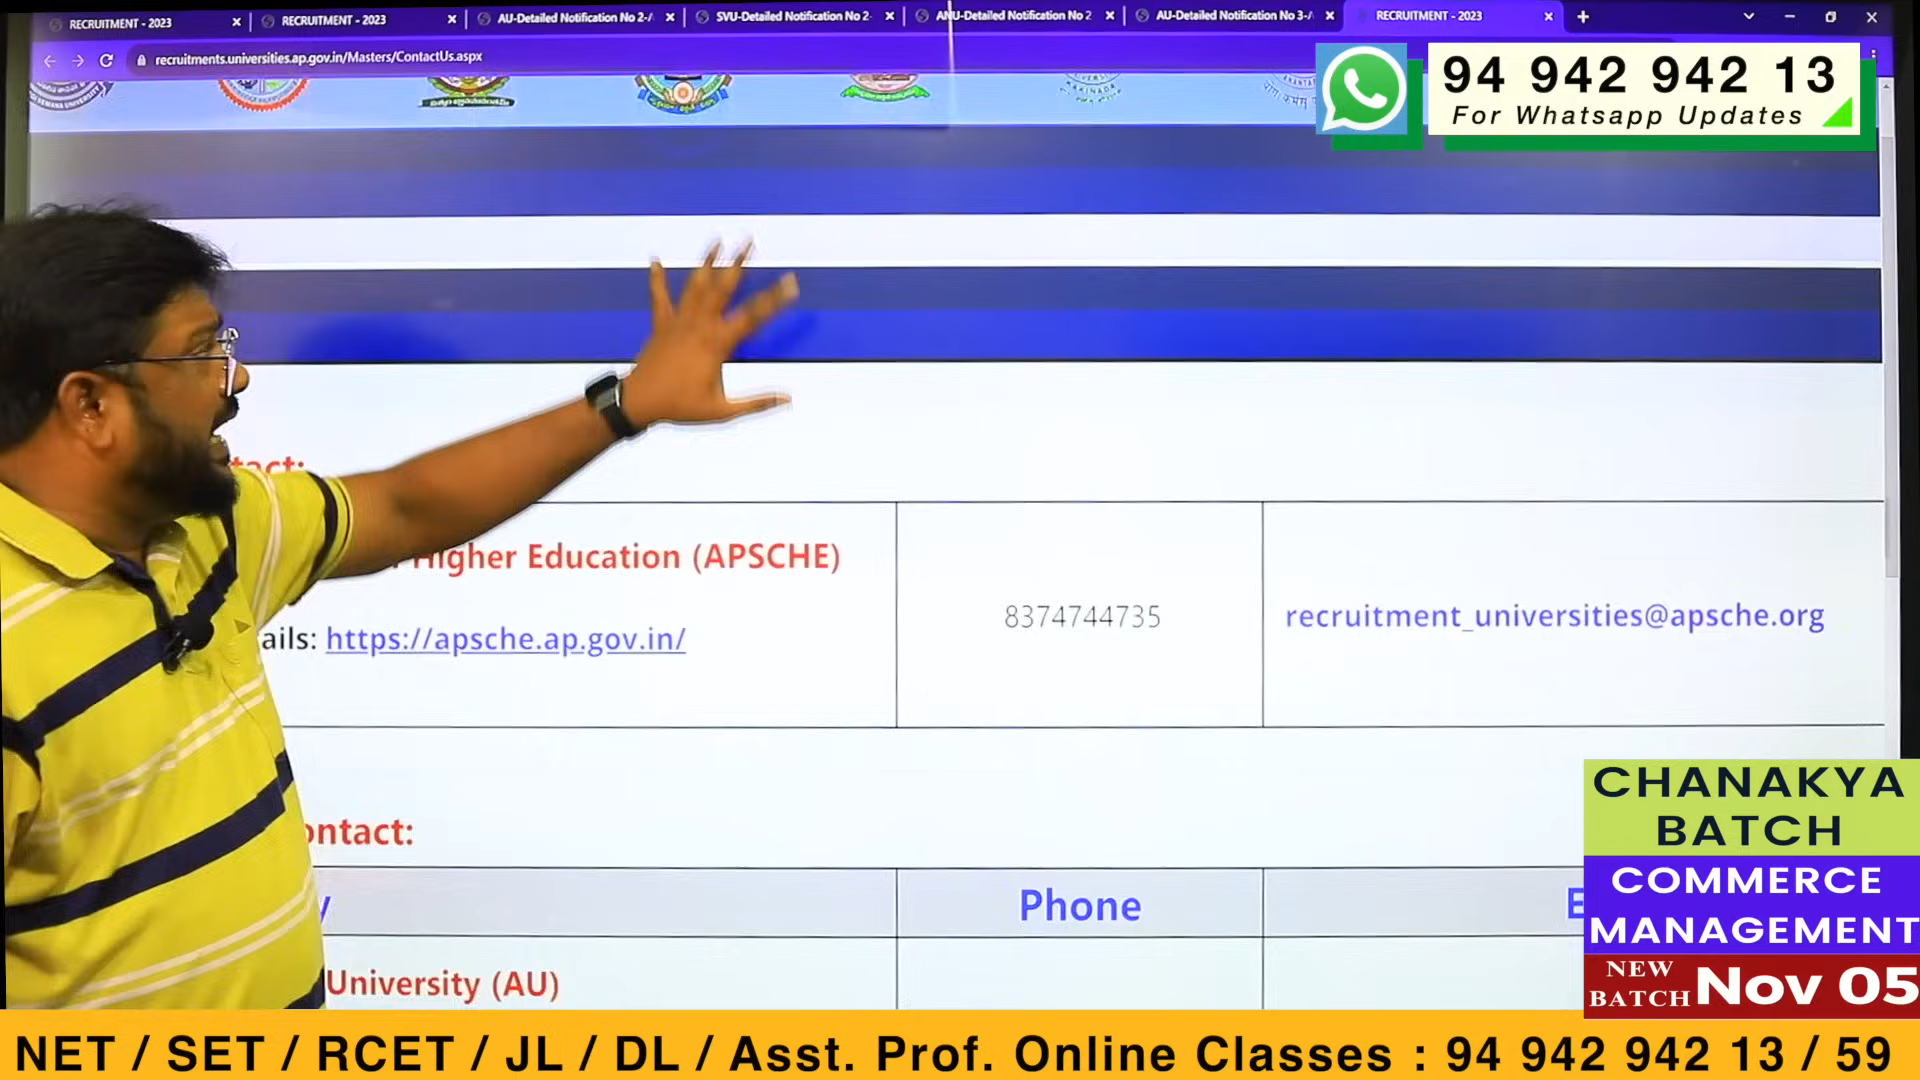 RECRUITMENT - 2023
RECRUITMENT - 2023
AU-Detailed Notification No 2-/
SVU-Detailed Notification No 2-
ANU-Detailed Notification No 2
AU-Detailed Notification No 3-/
RECRUITMENT - 2023
recruitments.universities.ap.gov.in/Masters/ContactUs.aspx
KAKINADA
94 942 942 13
For Whatsapp Updates
tact:
Higher Education (APSCHE)
ails: https://apsche.ap.gov.in/
8374744735
recruitment_universities@apsche.org
ontact:
Phone
University (AU)
CHANAKYA
BATCH
COMMERCE
MANAGEMENT
NEW
BATCH
Nov 05
NET / SET / RCET / JL / DL / Asst. Prof. Online Classes : 94 942 942 13 / 59